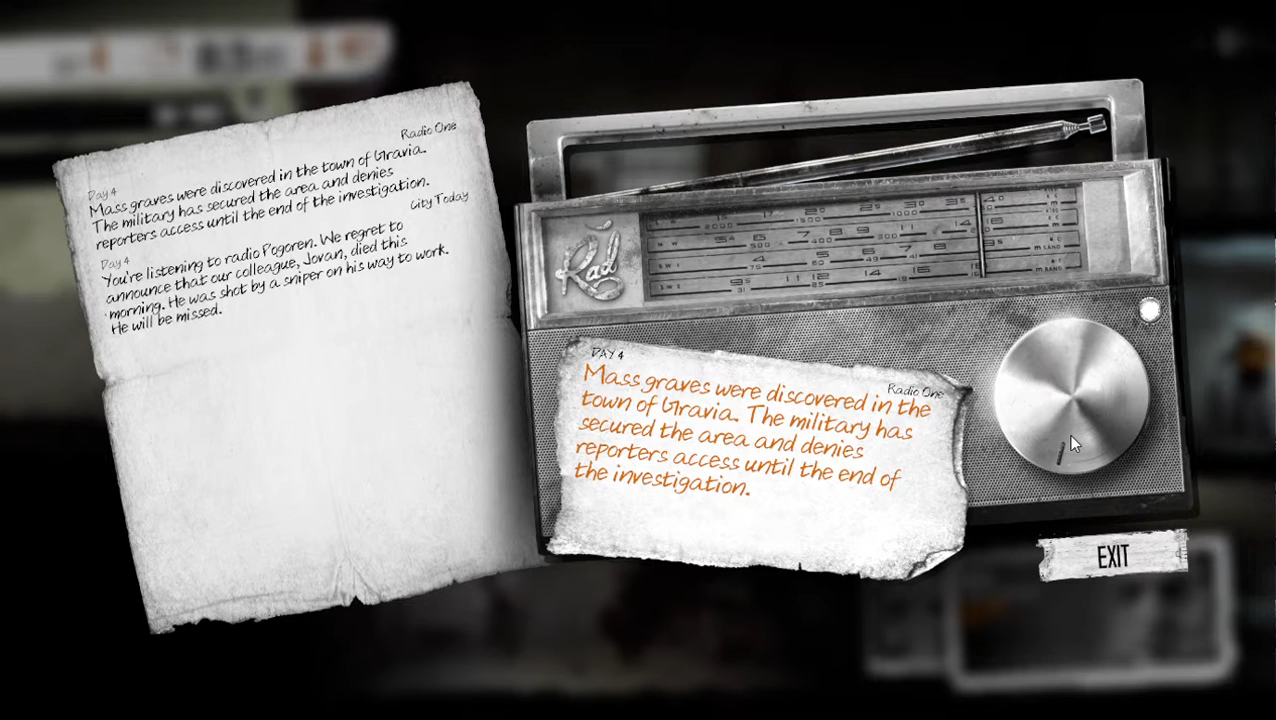 Radio One
Day 4
Mass graves were discovered in the town of Gravia.
The military has secured the area and denies
reporters access until the end of the investigation.
City Today
Day 4
You're listening to radio Pogoren. We regret to
announce that our colleague, Jovan, died this
morning. He was shot by a sniper on his way to work.
He will be missed.
Rad
DAY 4
Radio One
Mass graves were discovered in the
town of Gravia. The military has
secured the area and denies
reporters access until the end of
the investigation.
EXIT